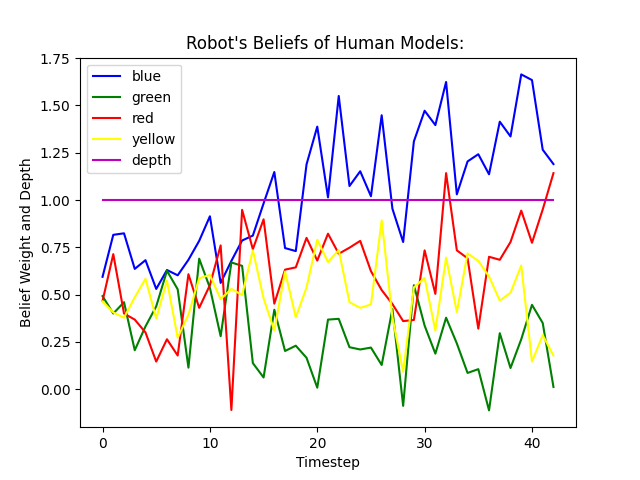 Robot's Beliefs of Human Models:
blue
green
red
yellow
depth
Belief Weight and Depth
1.75
1.50
1.25
1.00
0.75
0.50
0.25
0.00
0 10 20 30 40
Timestep